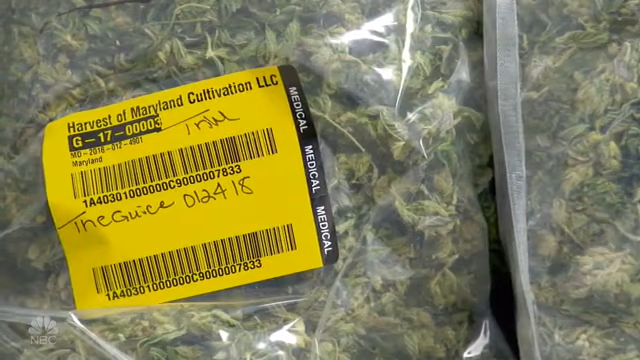 Harvest of Maryland Cultivation LLC
G-17-00003
MD-2016-012-4901
Maryland
1A40301000000C9000007833
TheGuice 012418
1A40301000000C9000007833
MEDICAL
MEDICAL
MEDICAL
NBC